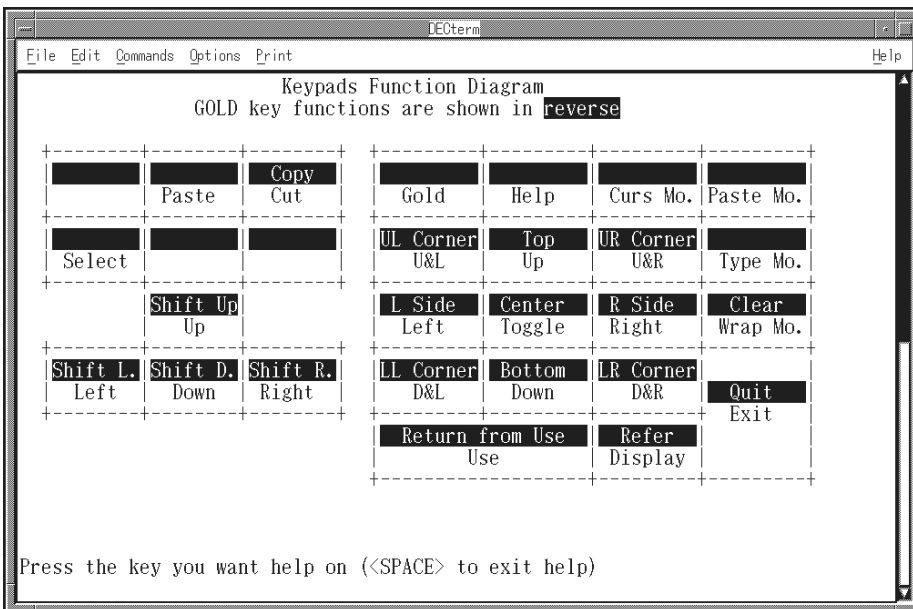 DECterm
File Edit Commands Options Print Help
Keypads Function Diagram
GOLD key functions are shown in reverse
Copy
Paste Cut Gold Help Curs Mo. Paste Mo.
UL Corner Top UR Corner
Select U&L Up U&R Type Mo.
Shift Up L Side Center R Side Clear
Up Left Toggle Right Wrap Mo.
Shift L. Shift D. Shift R. LL Corner Bottom LR Corner
Left Down Right D&L Down D&R Quit
Exit
Return from Use Refer
Use Display
Press the key you want help on (<SPACE> to exit help)